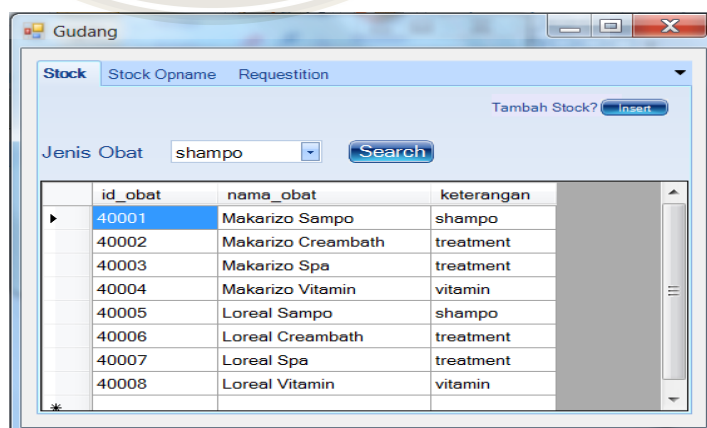 Gudang
Stock Stock Opname Requestition
Tambah Stock? Insert
Jenis Obat shampo Search
id_obat nama_obat keterangan
40001 Makarizo Sampo shampo
40002 Makarizo Creambath treatment
40003 Makarizo Spa treatment
40004 Makarizo Vitamin vitamin
40005 Loreal Sampo shampo
40006 Loreal Creambath treatment
40007 Loreal Spa treatment
40008 Loreal Vitamin vitamin